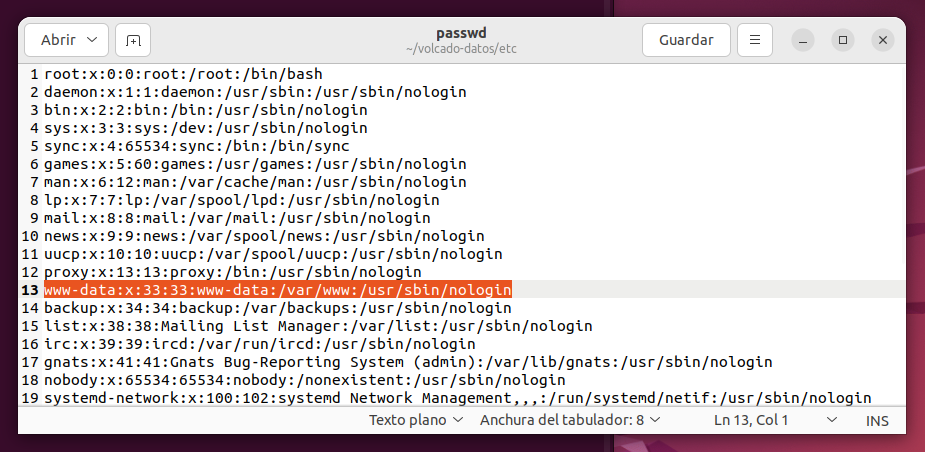 Abrir
passwd
~/volcado-datos/etc
Guardar
1 root:x:0:0:root:/root:/bin/bash
2 daemon:x:1:1:daemon:/usr/sbin:/usr/sbin/nologin
3 bin:x:2:2:bin:/bin:/usr/sbin/nologin
4 sys:x:3:3:sys:/dev:/usr/sbin/nologin
5 sync:x:4:65534:sync:/bin:/bin/sync
6 games:x:5:60:games:/usr/games:/usr/sbin/nologin
7 man:x:6:12:man:/var/cache/man:/usr/sbin/nologin
8 lp:x:7:7:lp:/var/spool/lpd:/usr/sbin/nologin
9 mail:x:8:8:mail:/var/mail:/usr/sbin/nologin
10 news:x:9:9:news:/var/spool/news:/usr/sbin/nologin
11 uucp:x:10:10:uucp:/var/spool/uucp:/usr/sbin/nologin
12 proxy:x:13:13:proxy:/bin:/usr/sbin/nologin
13 www-data:x:33:33:www-data:/var/www:/usr/sbin/nologin
14 backup:x:34:34:backup:/var/backups:/usr/sbin/nologin
15 list:x:38:38:Mailing List Manager:/var/list:/usr/sbin/nologin
16 irc:x:39:39:ircd:/var/run/ircd:/usr/sbin/nologin
17 gnats:x:41:41:Gnats Bug-Reporting System (admin):/var/lib/gnats:/usr/sbin/nologin
18 nobody:x:65534:65534:nobody:/nonexistent:/usr/sbin/nologin
19 systemd-network:x:100:102:systemd Network Management,,,:/run/systemd/netif:/usr/sbin/nologin
Texto plano Anchura del tabulador: 8 Ln 13, Col 1 INS